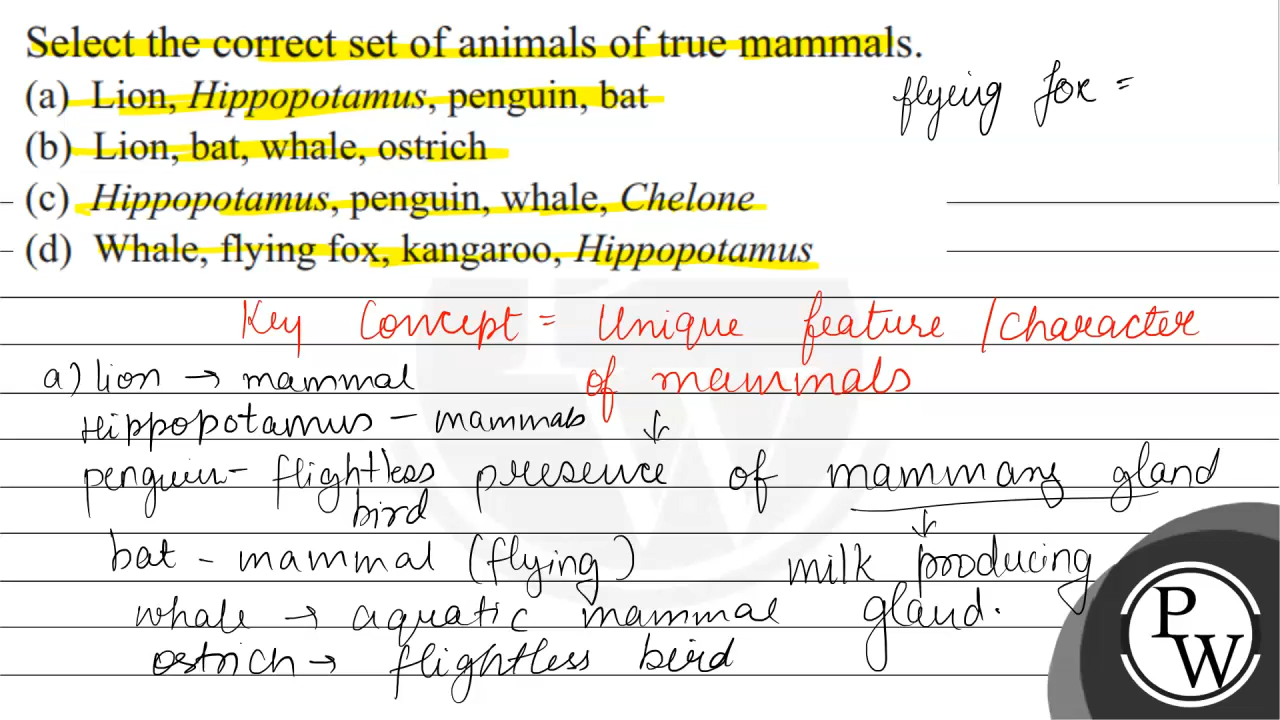 Select the correct set of animals of true mammals.
(a) Lion, Hippopotamus, penguin, bat
flying fox =
(b) Lion, bat, whale, ostrich
(c) Hippopotamus, penguin, whale, Chelone
(d) Whale, flying fox, kangaroo, Hippopotamus
Key Concept = Unique feature / Character
of mammals
a) lion → mammal
Hippopotamus – mammals
↓
penguin – flightless bird
presence of mammary gland
↓
bat – mammal (flying)
milk producing gland.
whale → aquatic mammal
ostrich → flightless bird
PW